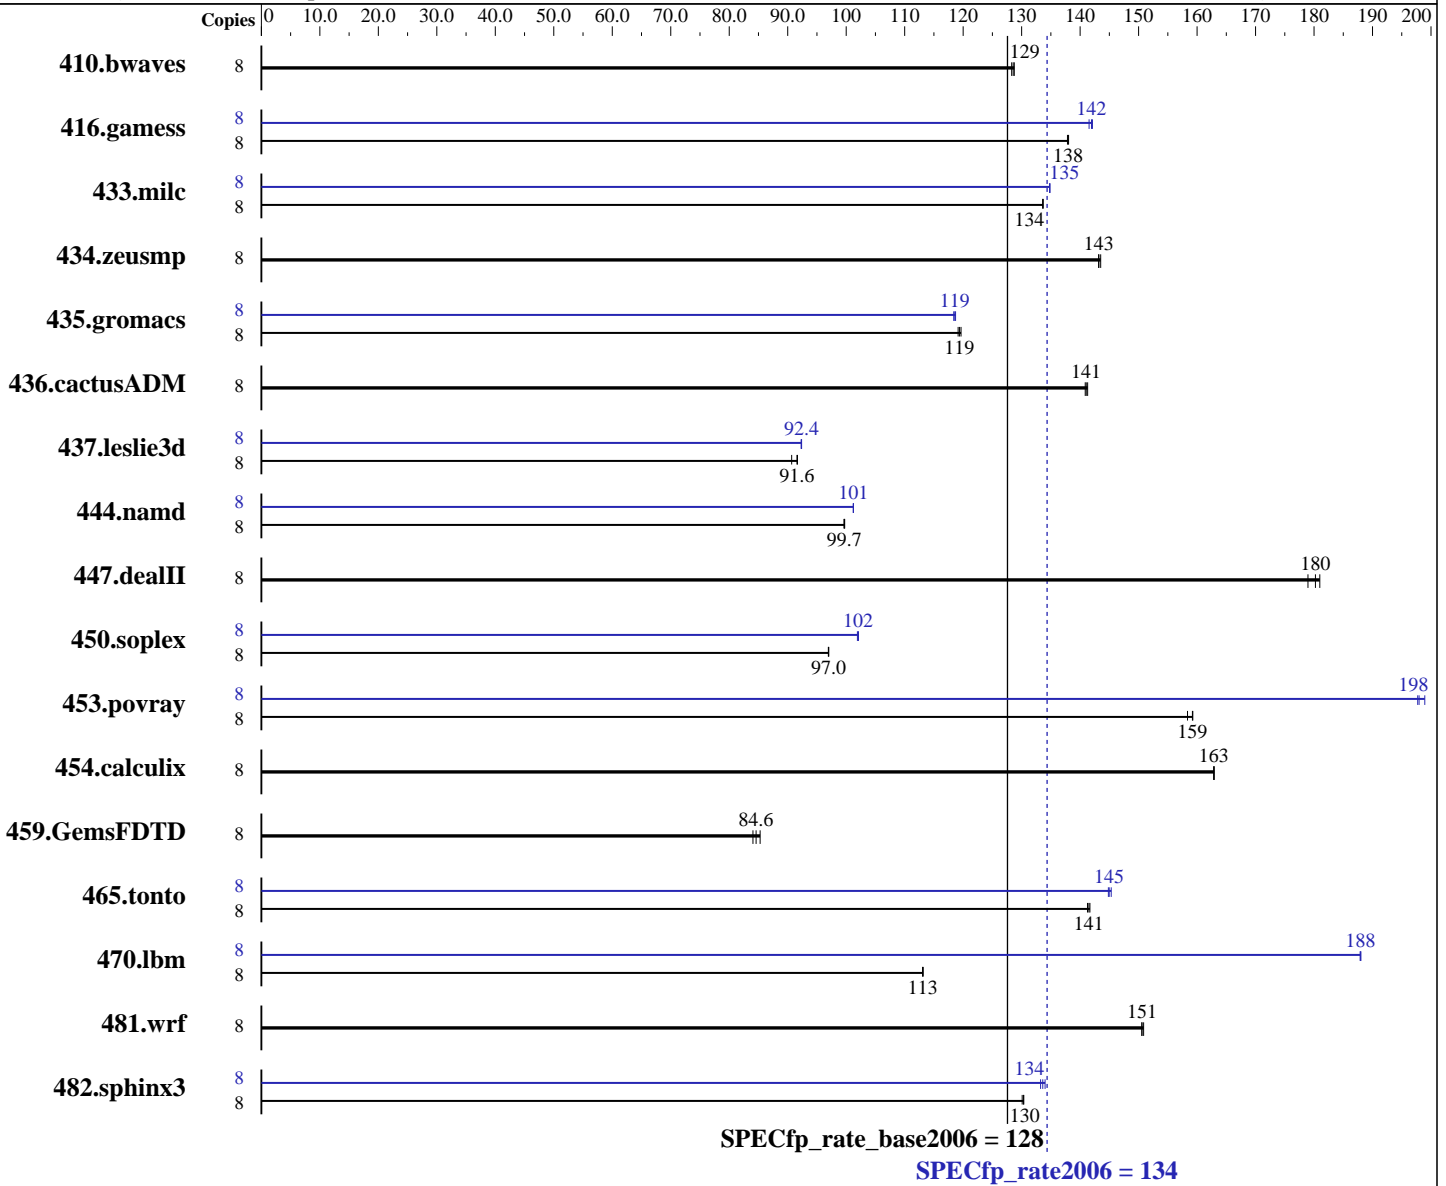 Copies 0 10.0 20.0 30.0 40.0 50.0 60.0 70.0 80.0 90.0 100 110 120 130 140 150 160 170 180 190 200
410.bwaves 8 129
416.gamess 8 142
8 138
433.milc 8 135
8 134
434.zeusmp 8 143
435.gromacs 8 119
8 119
436.cactusADM 8 141
437.leslie3d 8 92.4
8 91.6
444.namd 8 101
8 99.7
447.dealII 8 180
450.soplex 8 102
8 97.0
453.povray 8 198
8 159
454.calculix 8 163
459.GemsFDTD 8 84.6
465.tonto 8 145
8 141
470.lbm 8 188
8 113
481.wrf 8 151
482.sphinx3 8 134
8 130
SPECfp_rate_base2006 = 128
SPECfp_rate2006 = 134